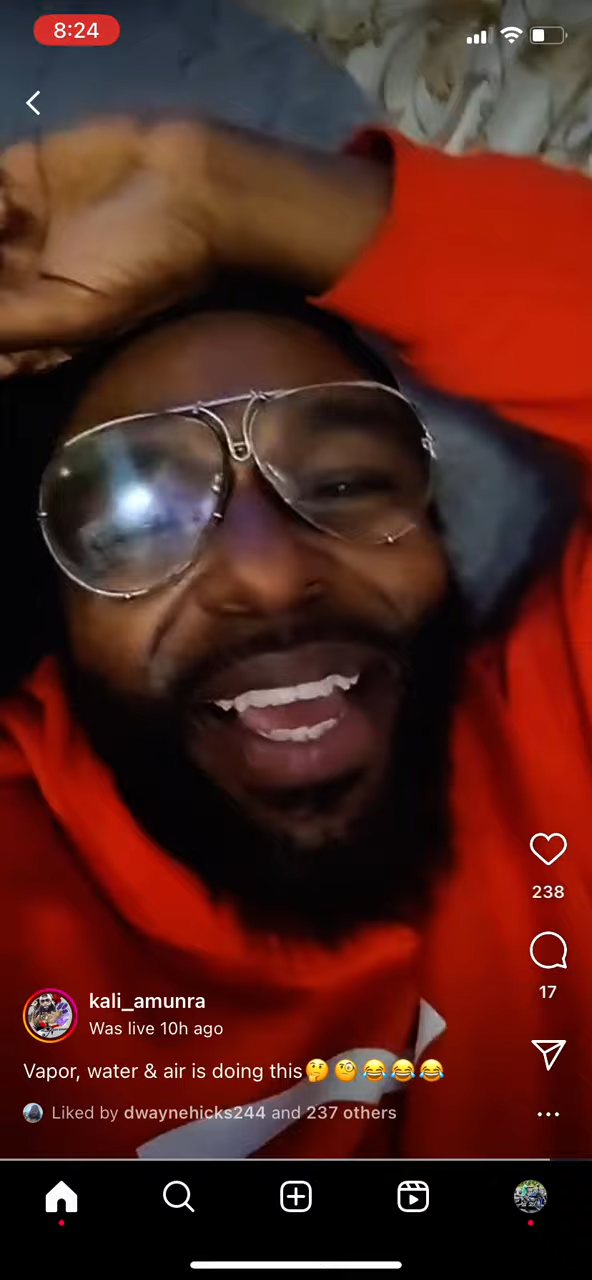 8:24
238
17
kali_amunra
Was live 10h ago
Vapor, water & air is doing this🤔🧐😂😂😂
Liked by dwaynehicks244 and 237 others